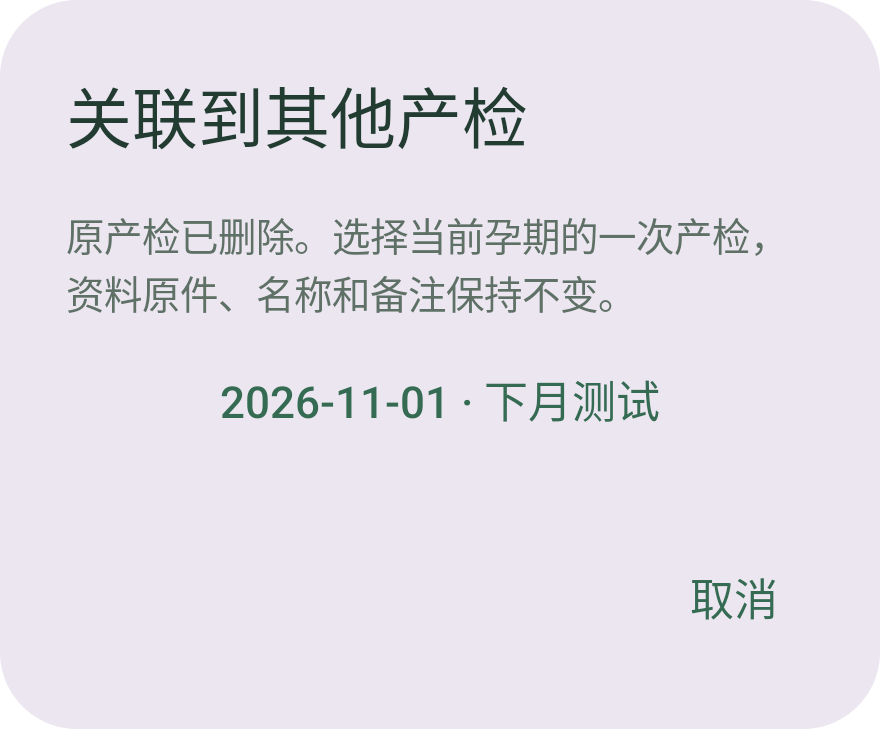 关联到其他产检
原产检已删除。选择当前孕期的一次产检，
资料原件、名称和备注保持不变。
2026-11-01 · 下月测试
取消